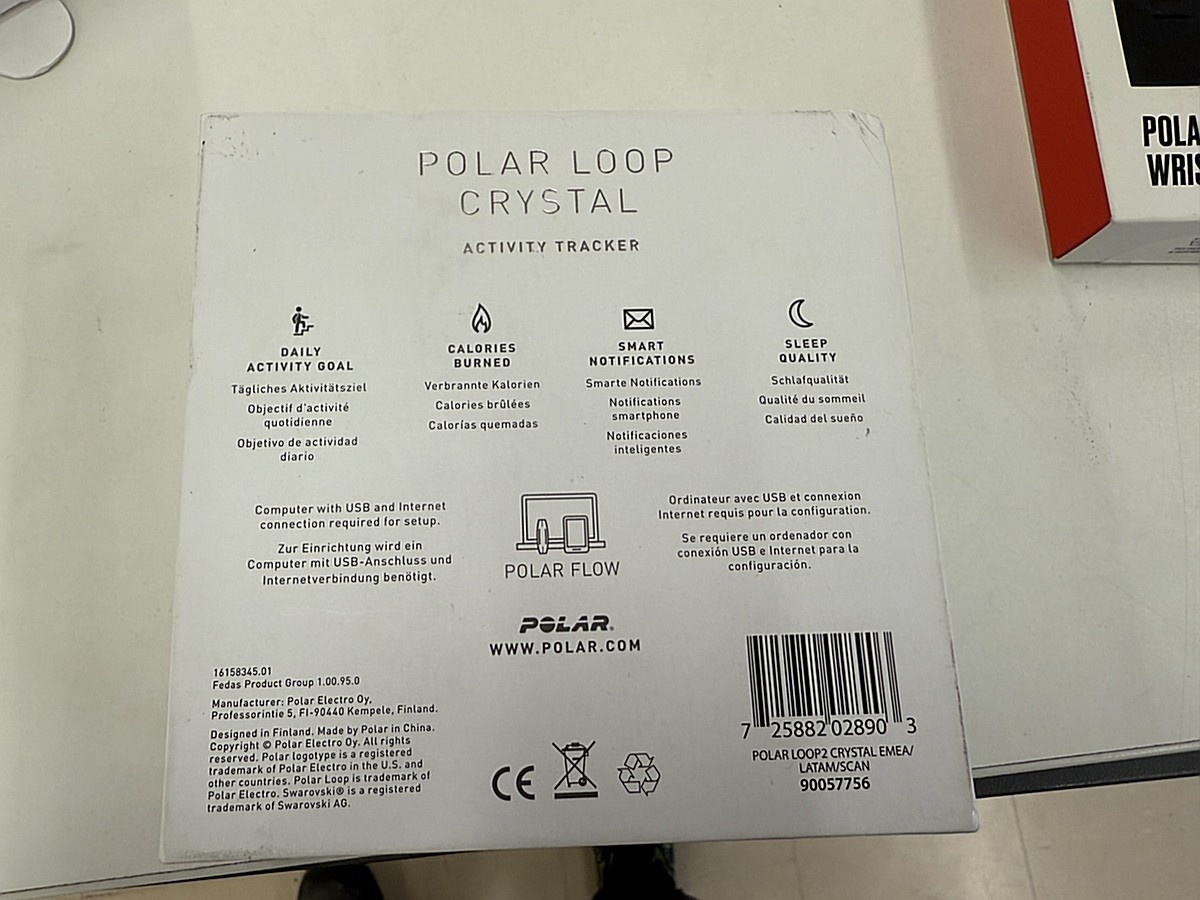 POLAR LOOP
CRYSTAL
ACTIVITY TRACKER
DAILY
ACTIVITY GOAL
Tägliches Aktivitätsziel
Objectif d'activité
quotidienne
Objetivo de actividad
diario
CALORIES
BURNED
Verbrannte Kalorien
Calories brûlées
Calorías quemadas
SMART
NOTIFICATIONS
Smarte Notifications
Notifications
smartphone
Notificaciones
inteligentes
SLEEP
QUALITY
Schlafqualität
Qualité du sommeil
Calidad del sueño
Computer with USB and Internet
connection required for setup.
Zur Einrichtung wird ein
Computer mit USB-Anschluss und
Internetverbindung benötigt.
POLAR FLOW
Ordinateur avec USB et connexion
Internet requis pour la configuration.
Se requiere un ordenador con
conexión USB e Internet para la
configuración.
POLAR®
WWW.POLAR.COM
16158345.01
Fedas Product Group 1.00.95.0
Manufacturer: Polar Electro Oy,
Professorintie 5, FI-90440 Kempele, Finland.
Designed in Finland. Made by Polar in China.
Copyright © Polar Electro Oy. All rights
reserved. Polar logotype is a registered
trademark of Polar Electro in the U.S. and
other countries. Polar Loop is trademark of
Polar Electro. Swarovski® is a registered
trademark of Swarovski AG.
CE
7 25882 02890 3
POLAR LOOP2 CRYSTAL EMEA/
LATAM/SCAN
90057756
POLA
WRIS